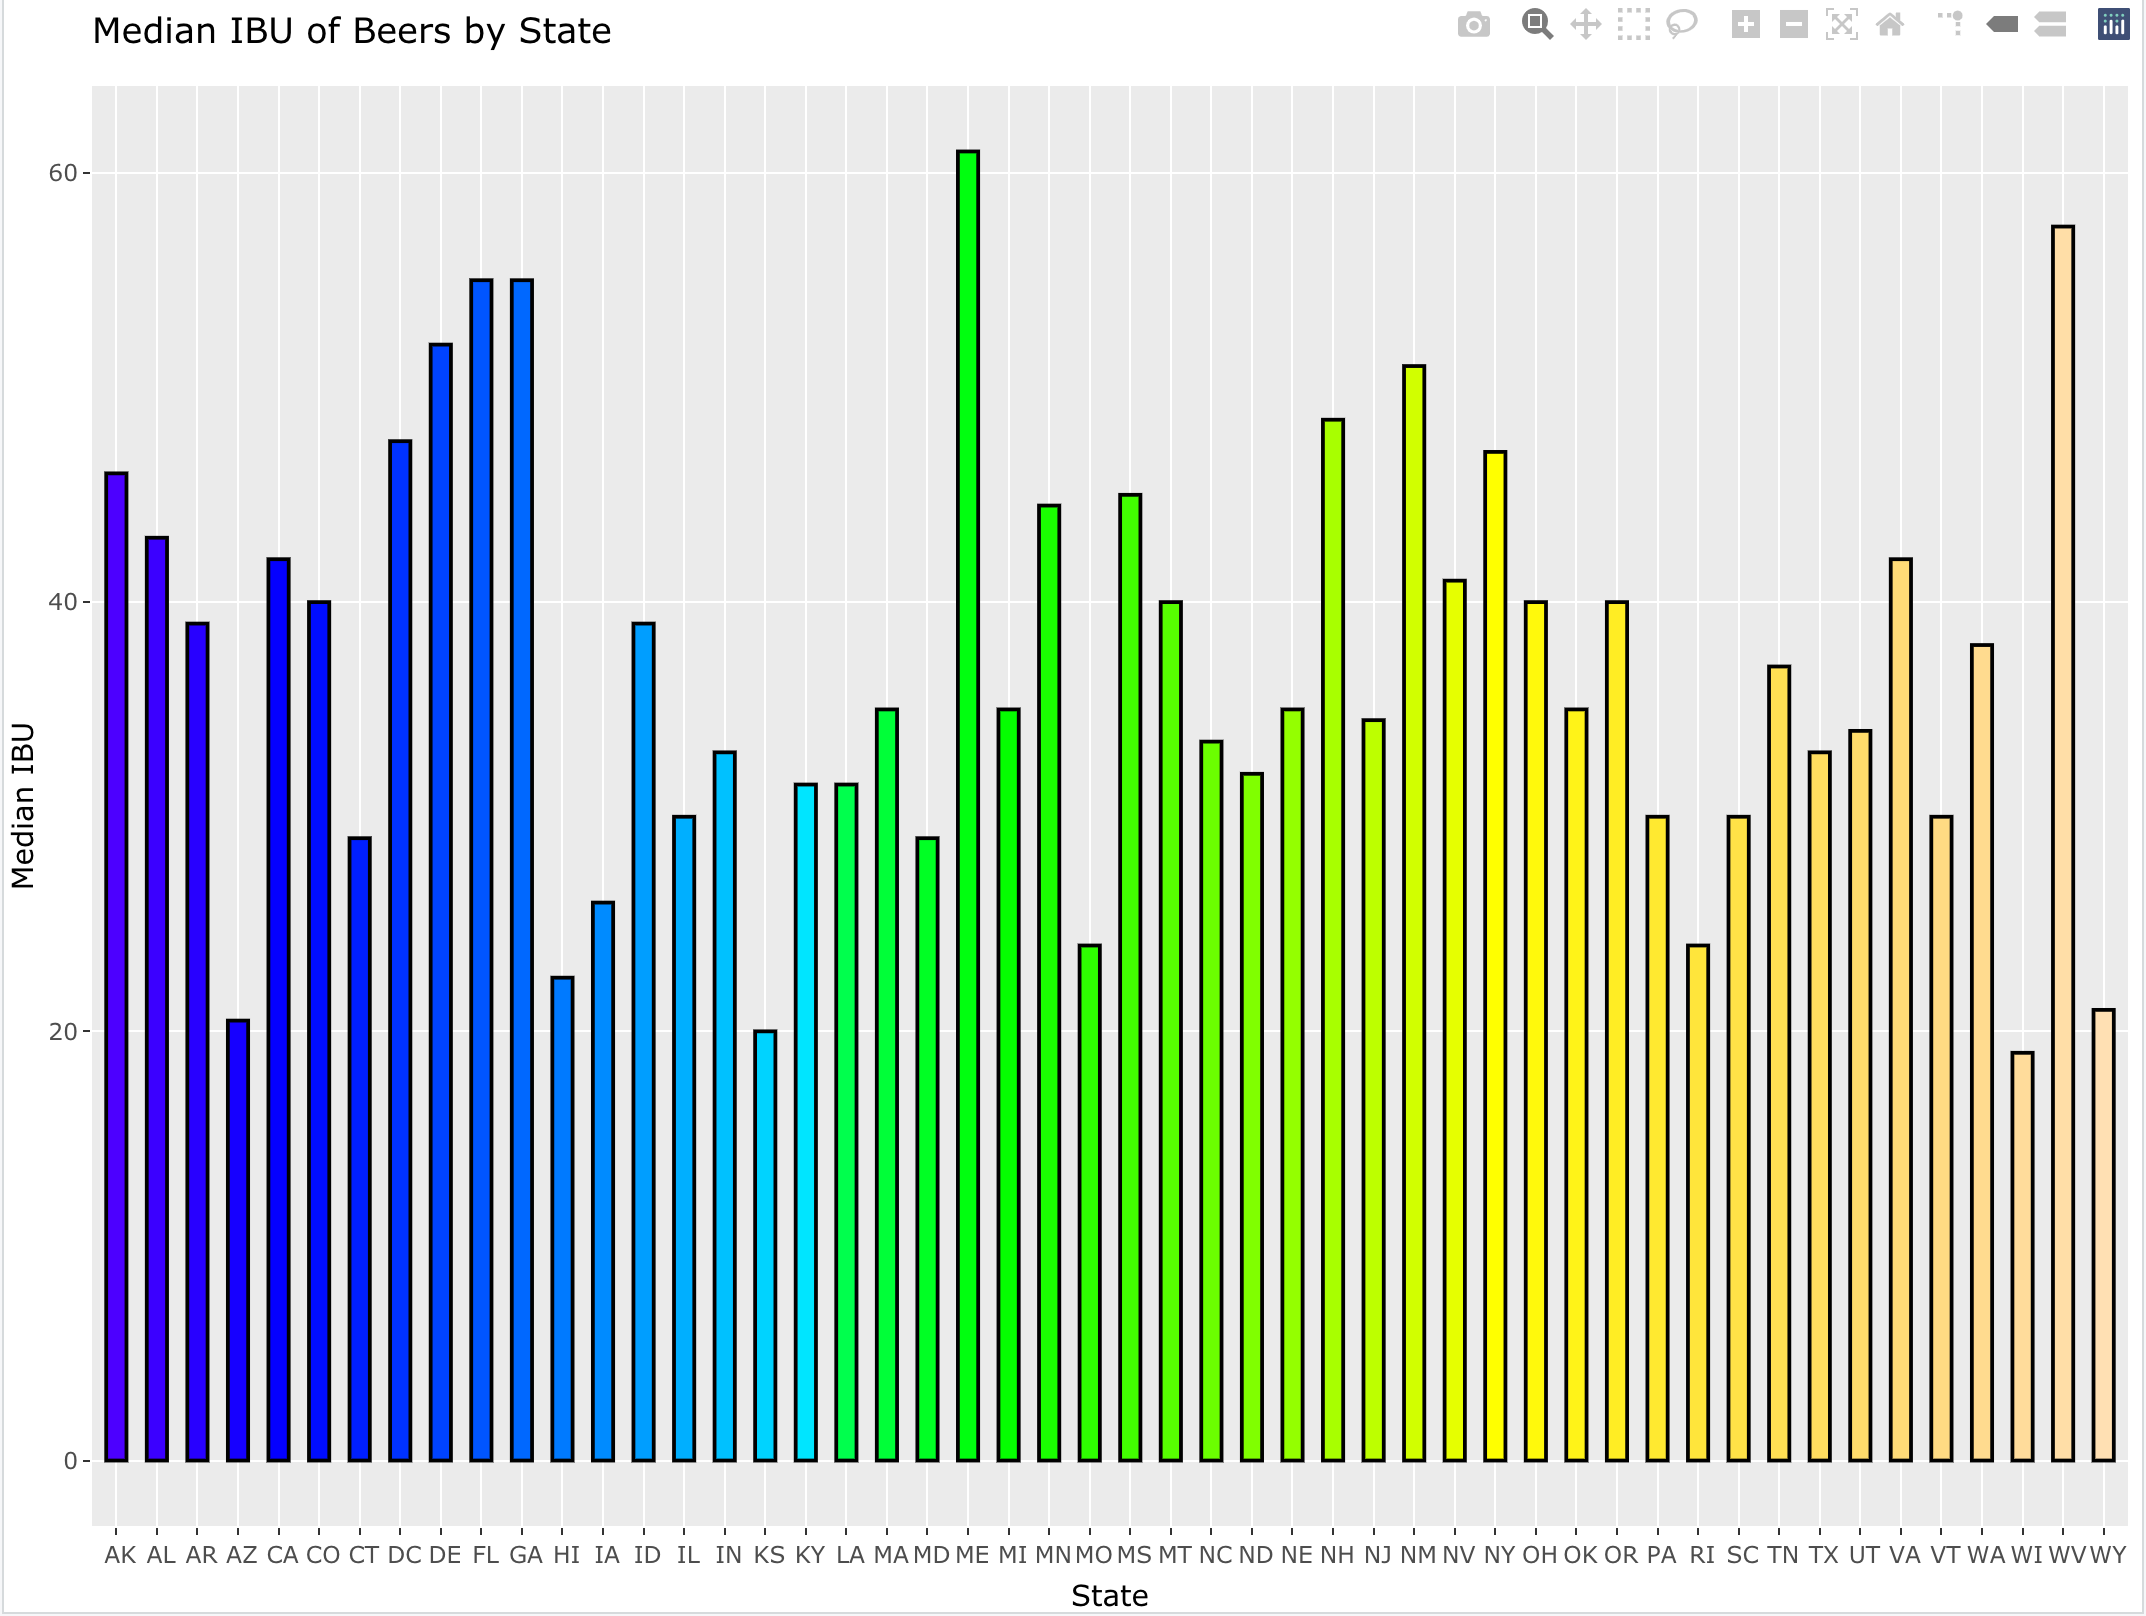 Median IBU of Beers by State
Median IBU
60
40
20
0
AK AL AR AZ CA CO CT DC DE FL GA HI IA ID IL IN KS KY LA MA MD ME MI MN MO MS MT NC ND NE NH NJ NM NV NY OH OK OR PA RI SC TN TX UT VA VT WA WI WV WY
State